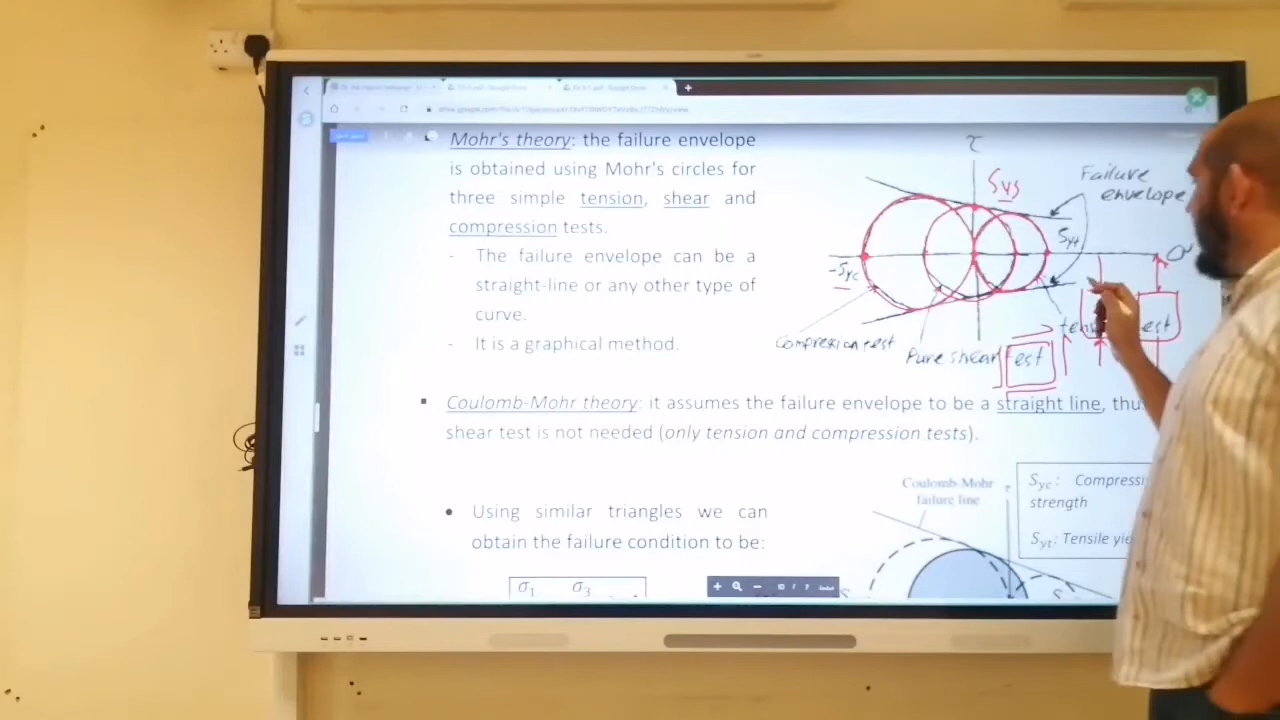 Mohr's theory: the failure envelope
is obtained using Mohr's circles for
three simple tension, shear and
compression tests.
- The failure envelope can be a
straight-line or any other type of
curve.
- It is a graphical method.
τ
Sys
Failure
envelope
Syt
σ
-Syc
Compression test
Pure shear test
est
▪ Coulomb-Mohr theory: it assumes the failure envelope to be a straight line, thu
shear test is not needed (only tension and compression tests).
• Using similar triangles we can
obtain the failure condition to be:
σ1 σ3
Coulomb-Mohr
failure line
τ
Syc: Compressi
strength
Syt: Tensile yie